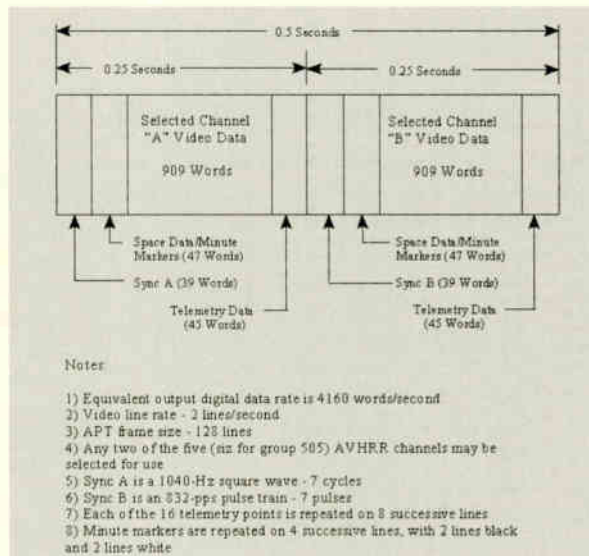 0.5 Seconds
0.25 Seconds
0.25 Seconds
Selected Channel
"A" Video Data
909 Words
Selected Channel
"B" Video Data
909 Words
Space Data/Minute
Markers (47 Words)
Sync A (39 Words)
Telemetry Data
(45 Words)
Space Data/Minute
Markers (47 Words)
Sync B (39 Words)
Telemetry Data
(45 Words)
Notes:
1) Equivalent output digital data rate is 4160 words/second
2) Video line rate - 2 lines/second
3) APT frame size - 128 lines
4) Any two of the five (siz for group 505) AVHRR channels may be
selected for use
5) Sync A is a 1040-Hz square wave - 7 cycles
6) Sync B is an 832-pps pulse train - 7 pulses
7) Each of the 16 telemetry points is repeated on 8 successive lines
8) Minute markers are repeated on 4 successive lines, with 2 lines black
and 2 lines white